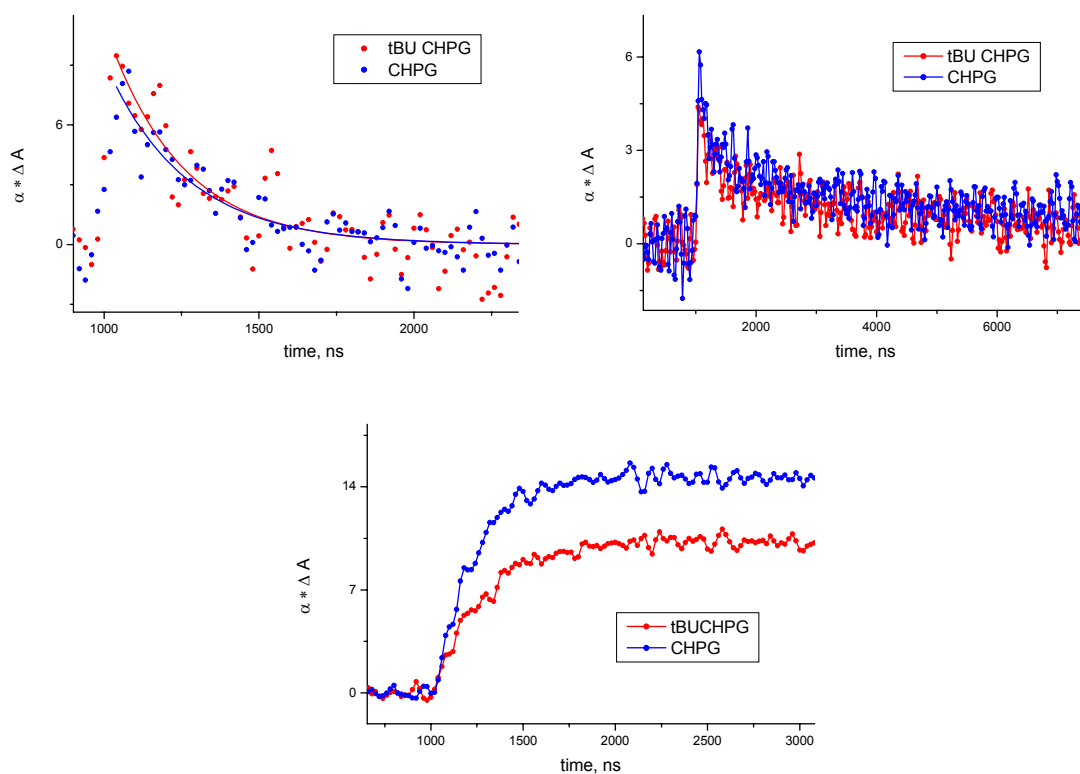 α * Δ A
6
0
1000
1500
2000
time, ns
tBU CHPG
CHPG
α * Δ A
6
3
0
2000
4000
6000
time, ns
tBU CHPG
CHPG
α * Δ A
14
7
0
1000
1500
2000
2500
3000
time, ns
tBUCHPG
CHPG